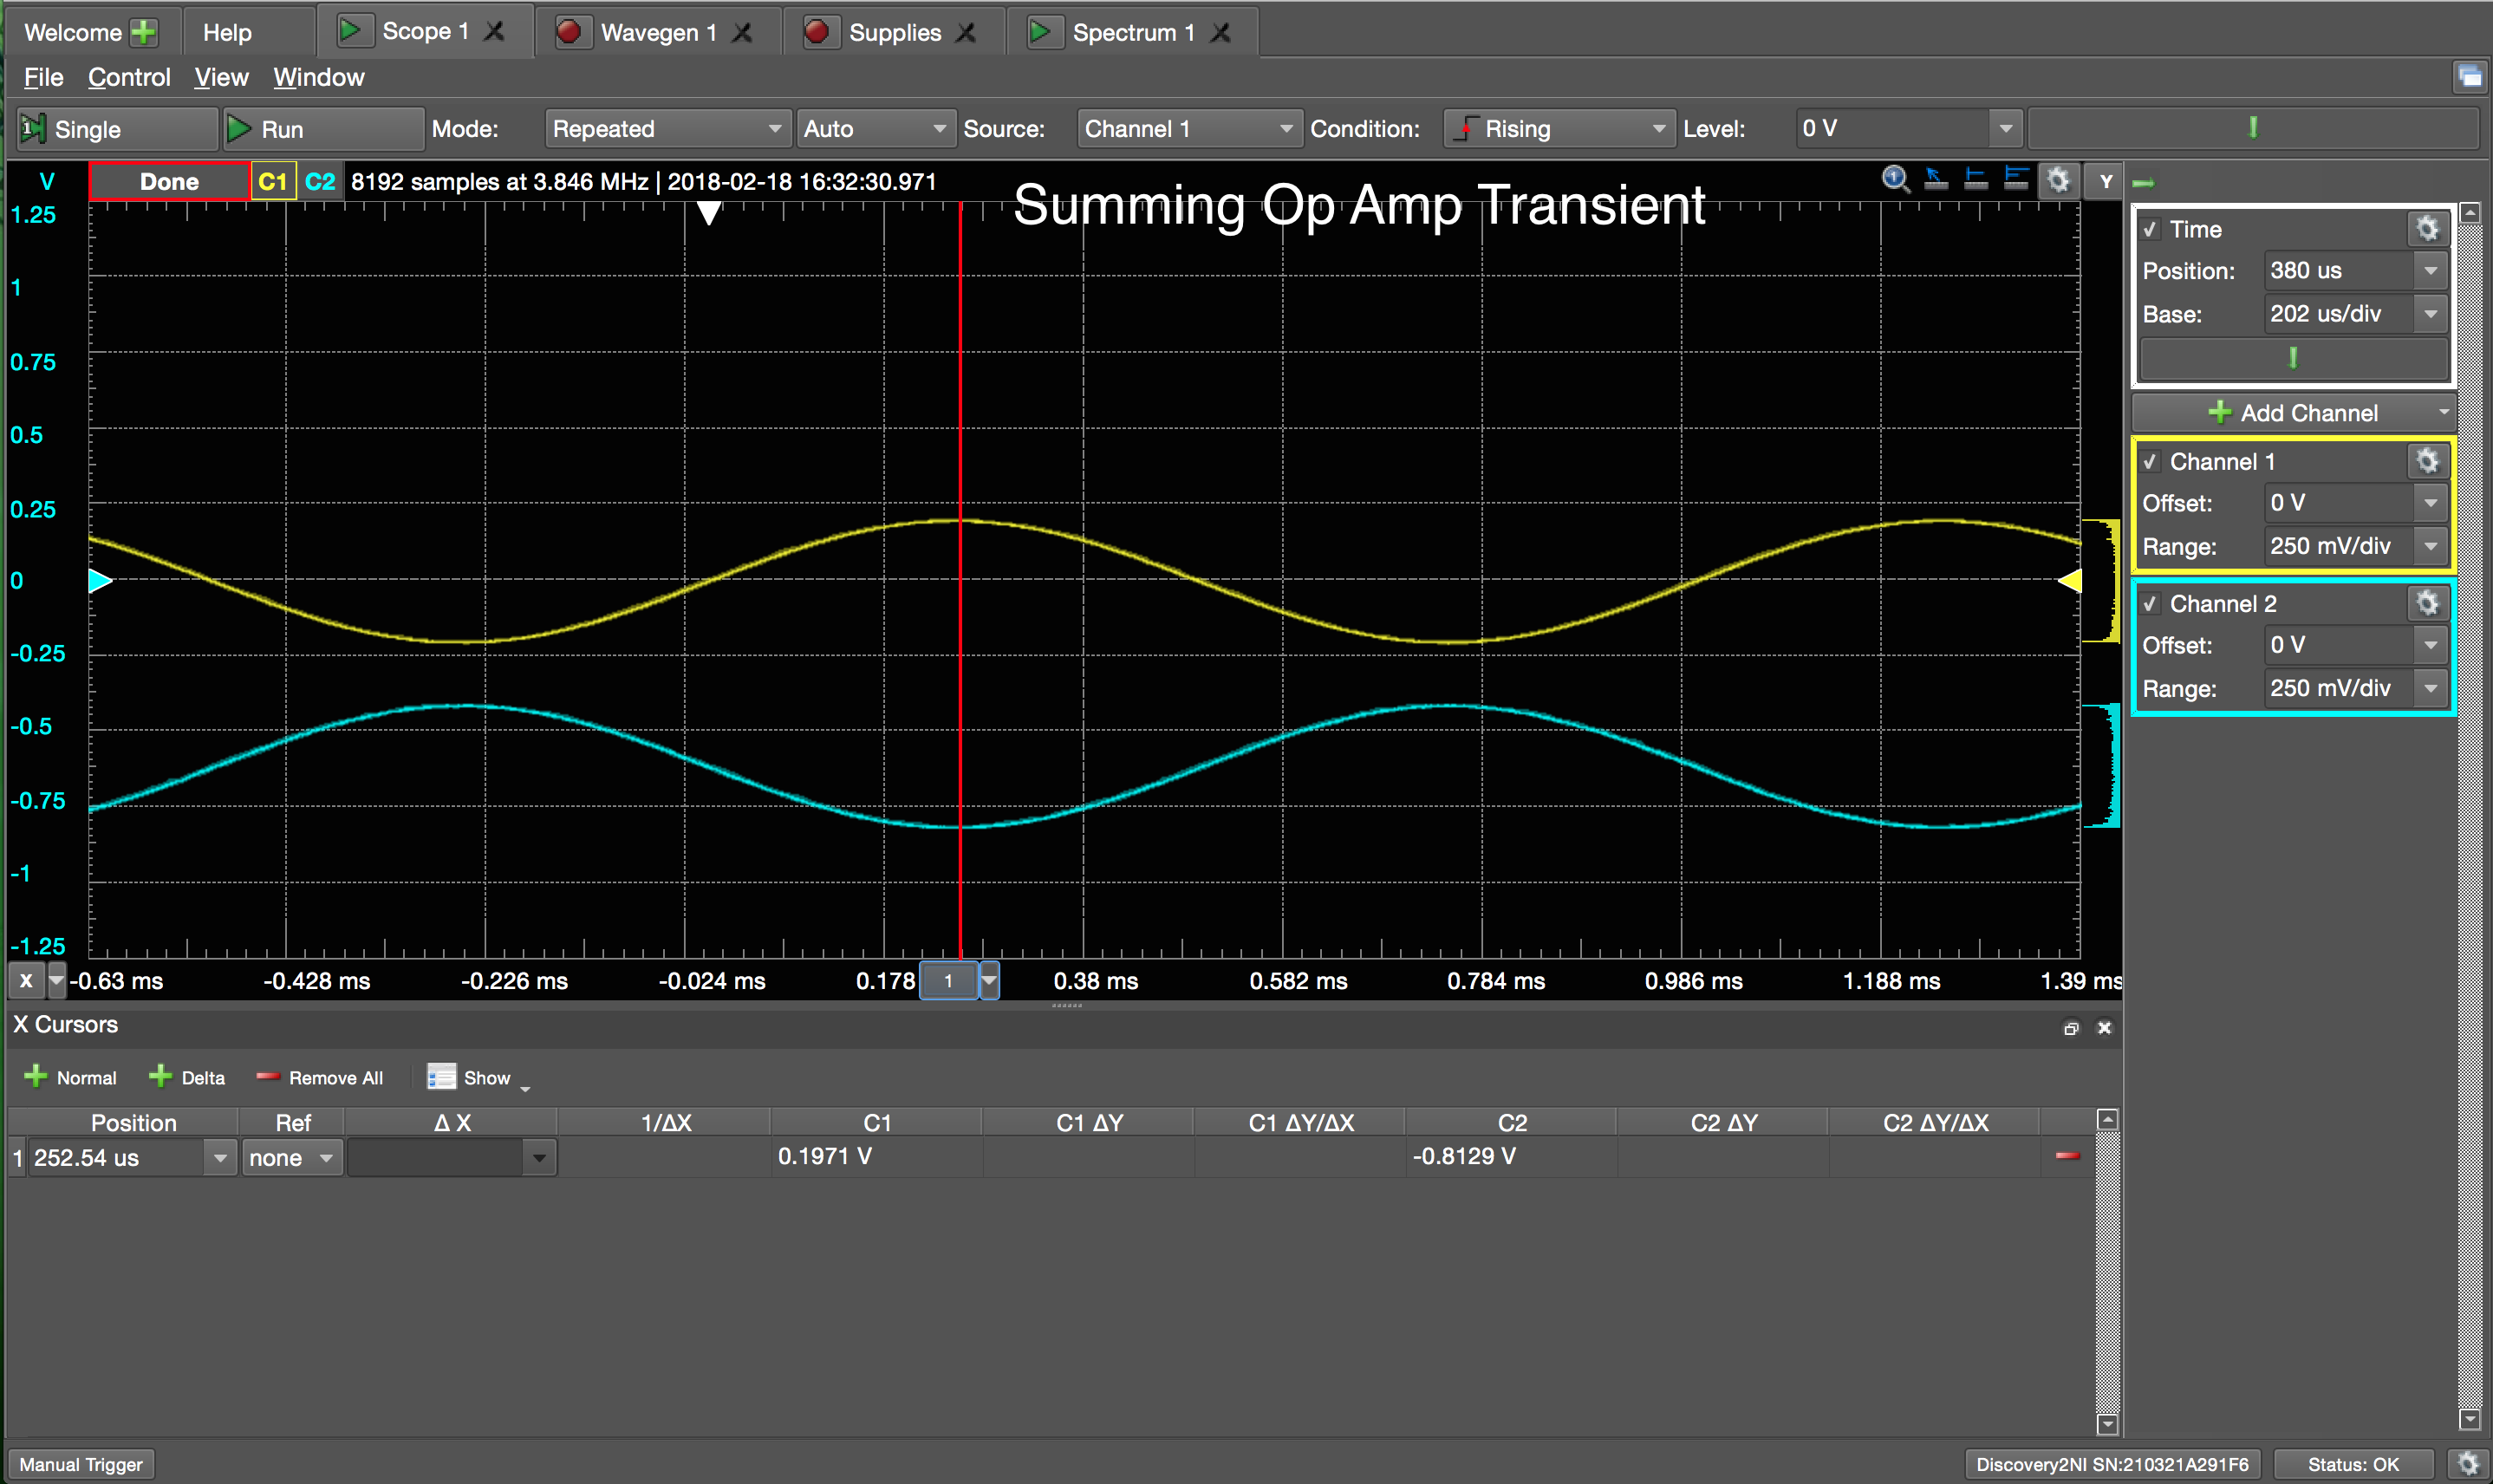 Welcome Help Scope 1 Wavegen 1 Supplies Spectrum 1
File Control View Window
1 Single Run Mode: Repeated Auto Source: Channel 1 Condition: Rising Level: 0 V
V Done C1 C2 8192 samples at 3.846 MHz | 2018-02-18 16:32:30.971 1 Y
Summing Op Amp Transient
1.25
1
0.75
0.5
0.25
0
-0.25
-0.5
-0.75
-1
-1.25
X -0.63 ms -0.428 ms -0.226 ms -0.024 ms 0.178 1 0.38 ms 0.582 ms 0.784 ms 0.986 ms 1.188 ms 1.39 ms
Time
Position: 380 us
Base: 202 us/div
Add Channel
Channel 1
Offset: 0 V
Range: 250 mV/div
Channel 2
Offset: 0 V
Range: 250 mV/div
X Cursors
Normal Delta Remove All Show
Position Ref Δ X 1/ΔX C1 C1 ΔY C1 ΔY/ΔX C2 C2 ΔY C2 ΔY/ΔX
1 252.54 us none 0.1971 V -0.8129 V
Manual Trigger Discovery2NI SN:210321A291F6 Status: OK